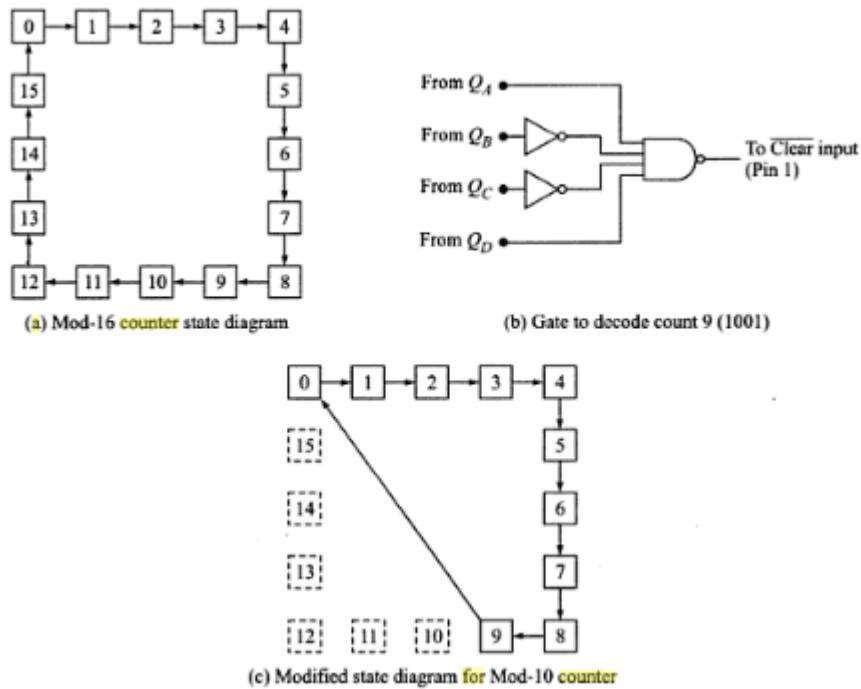 0 1 2 3 4
15 5
14 6
13 7
12 11 10 9 8
(a) Mod-16 counter state diagram
From Q_A
From Q_B
From Q_C
From Q_D
To C̅l̅e̅a̅r̅ input
(Pin 1)
(b) Gate to decode count 9 (1001)
0 1 2 3 4
15 5
14 6
13 7
12 11 10 9 8
(c) Modified state diagram for Mod-10 counter